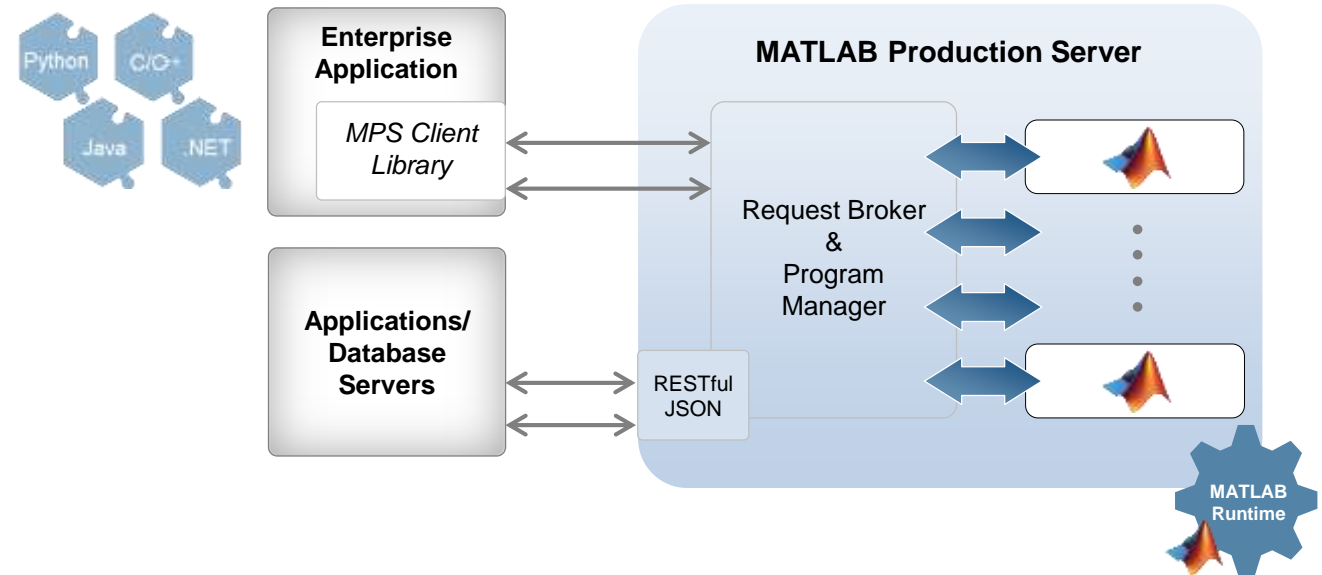 Python
C/C++
Java
.NET
Enterprise
Application
MPS Client
Library
Applications/
Database
Servers
MATLAB Production Server
Request Broker
&
Program
Manager
RESTful
JSON
MATLAB
Runtime